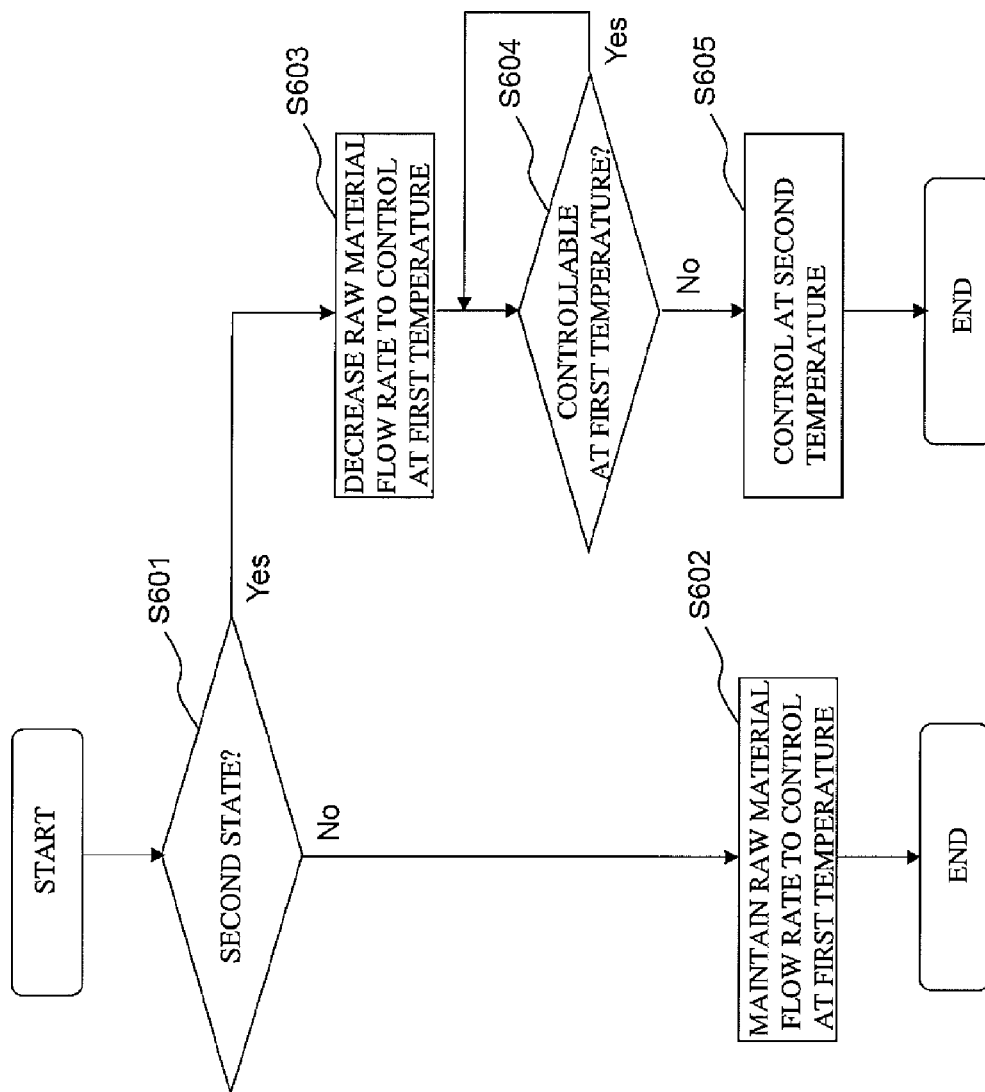 START
S601
SECOND STATE?
Yes
No
S603
DECREASE RAW MATERIAL
FLOW RATE TO CONTROL
AT FIRST TEMPERATURE
S604
CONTROLLABLE
AT FIRST TEMPERATURE?
Yes
No
S602
MAINTAIN RAW MATERIAL
FLOW RATE TO CONTROL
AT FIRST TEMPERATURE
S605
CONTROL AT SECOND
TEMPERATURE
END
END